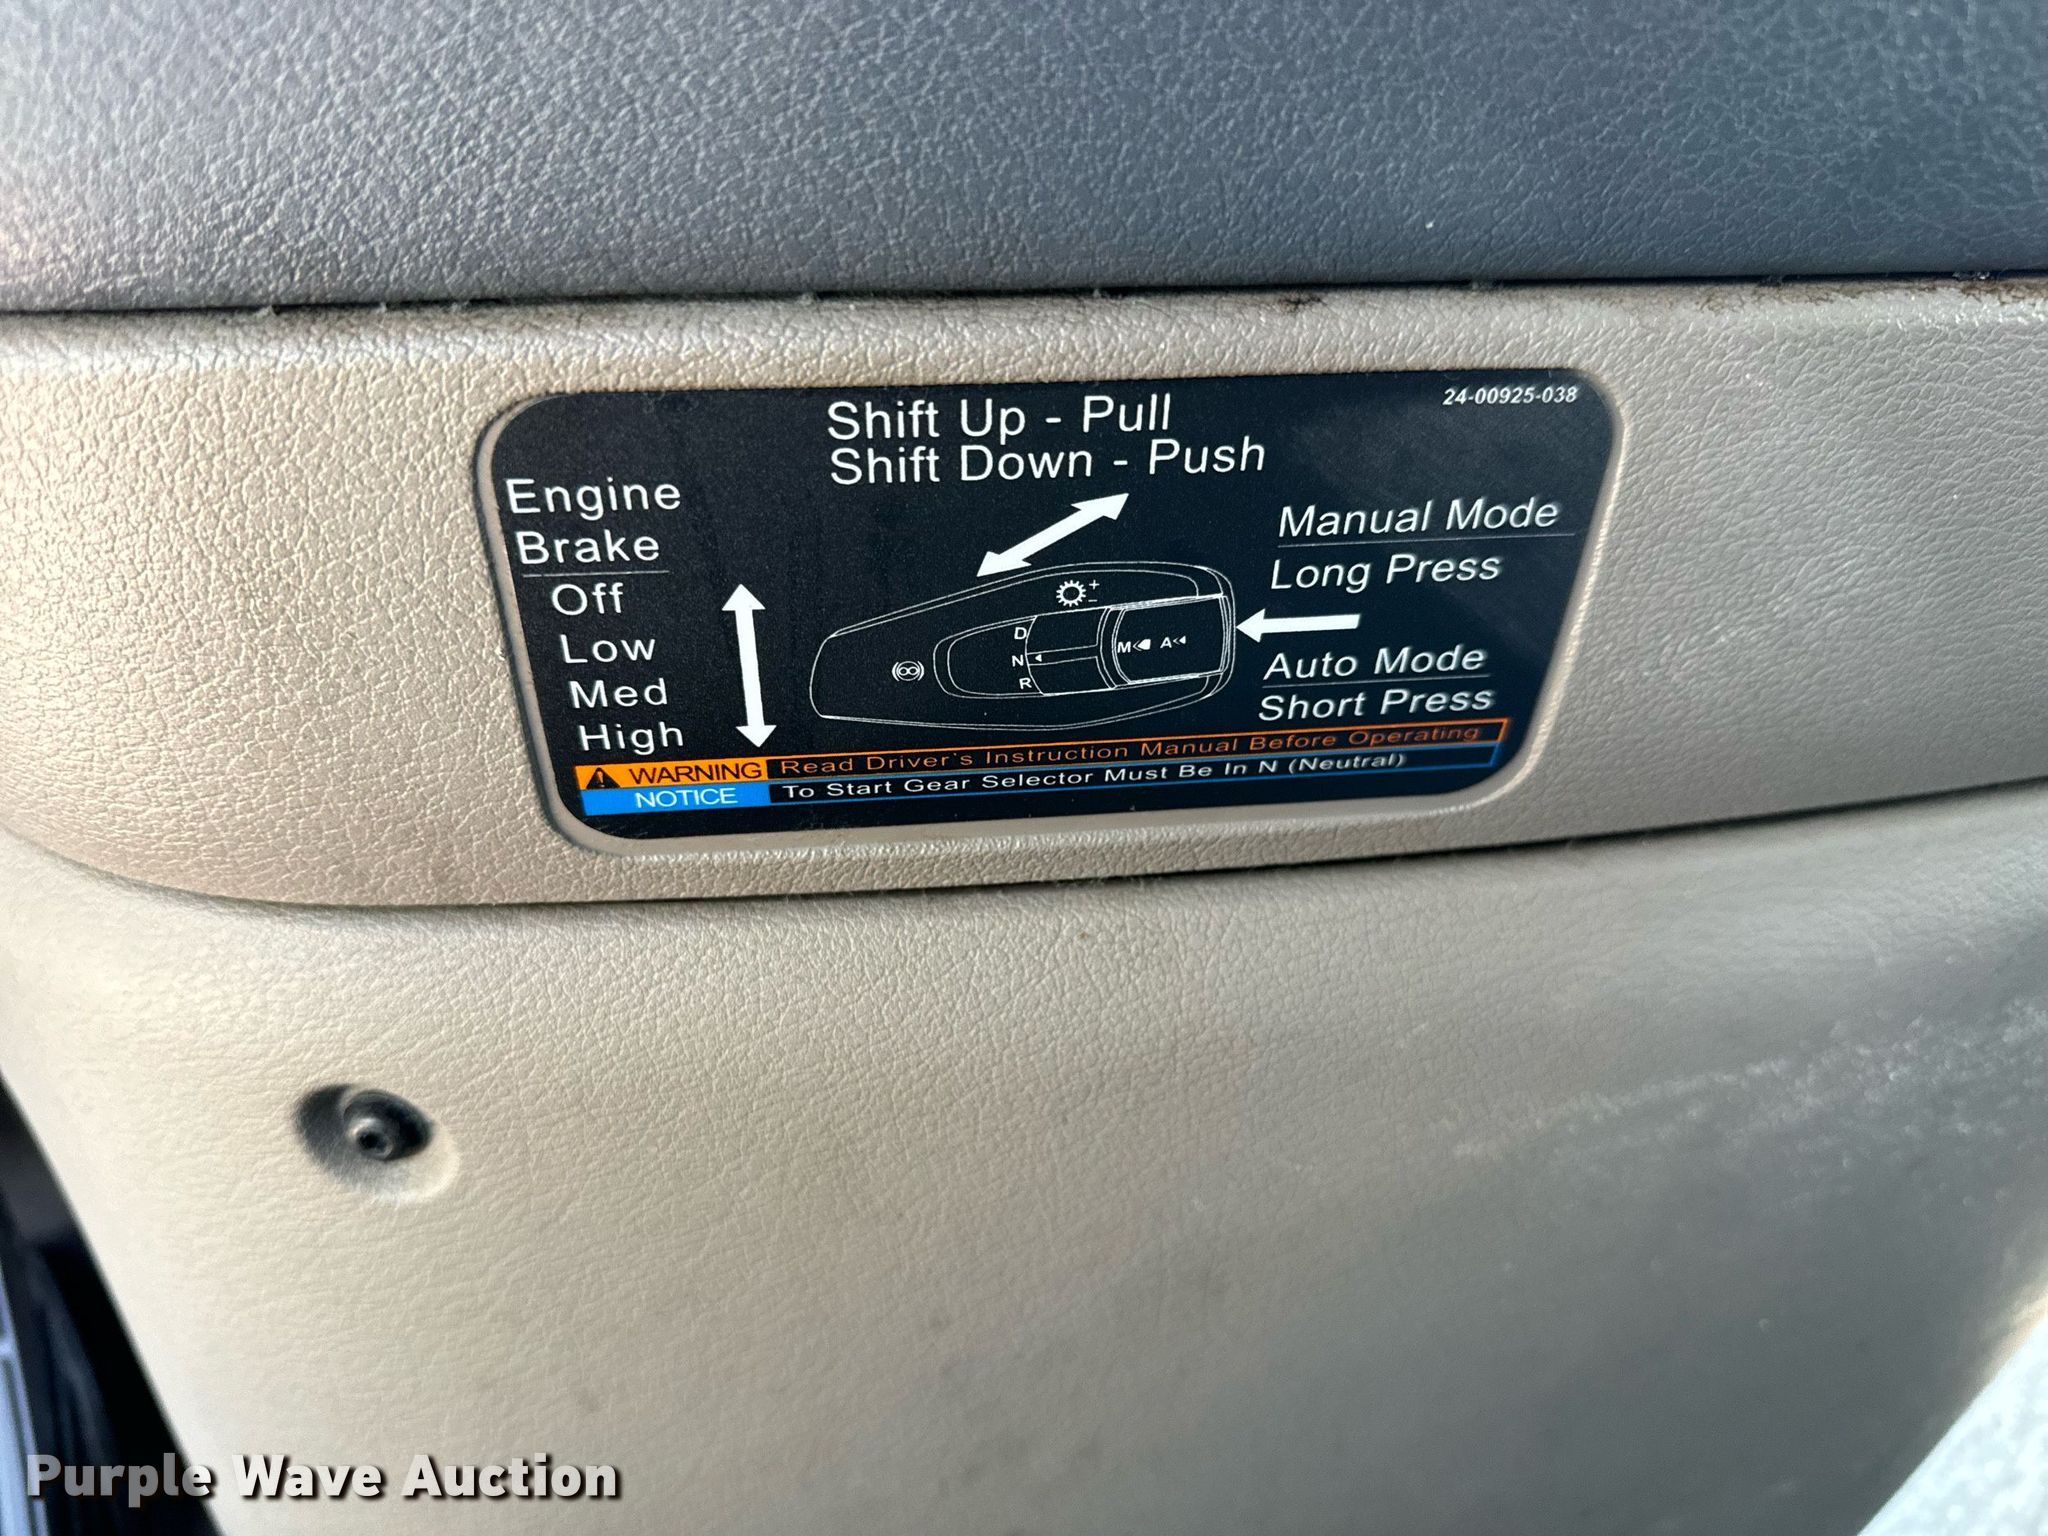 24-00925-038
Shift Up - Pull
Shift Down - Push
Engine
Brake
Off
Low
Med
High
D
N
R
+
-
M
A
Manual Mode
Long Press
Auto Mode
Short Press
WARNING Read Driver`s Instruction Manual Before Operating
NOTICE To Start Gear Selector Must Be In N (Neutral)
Purple Wave Auction